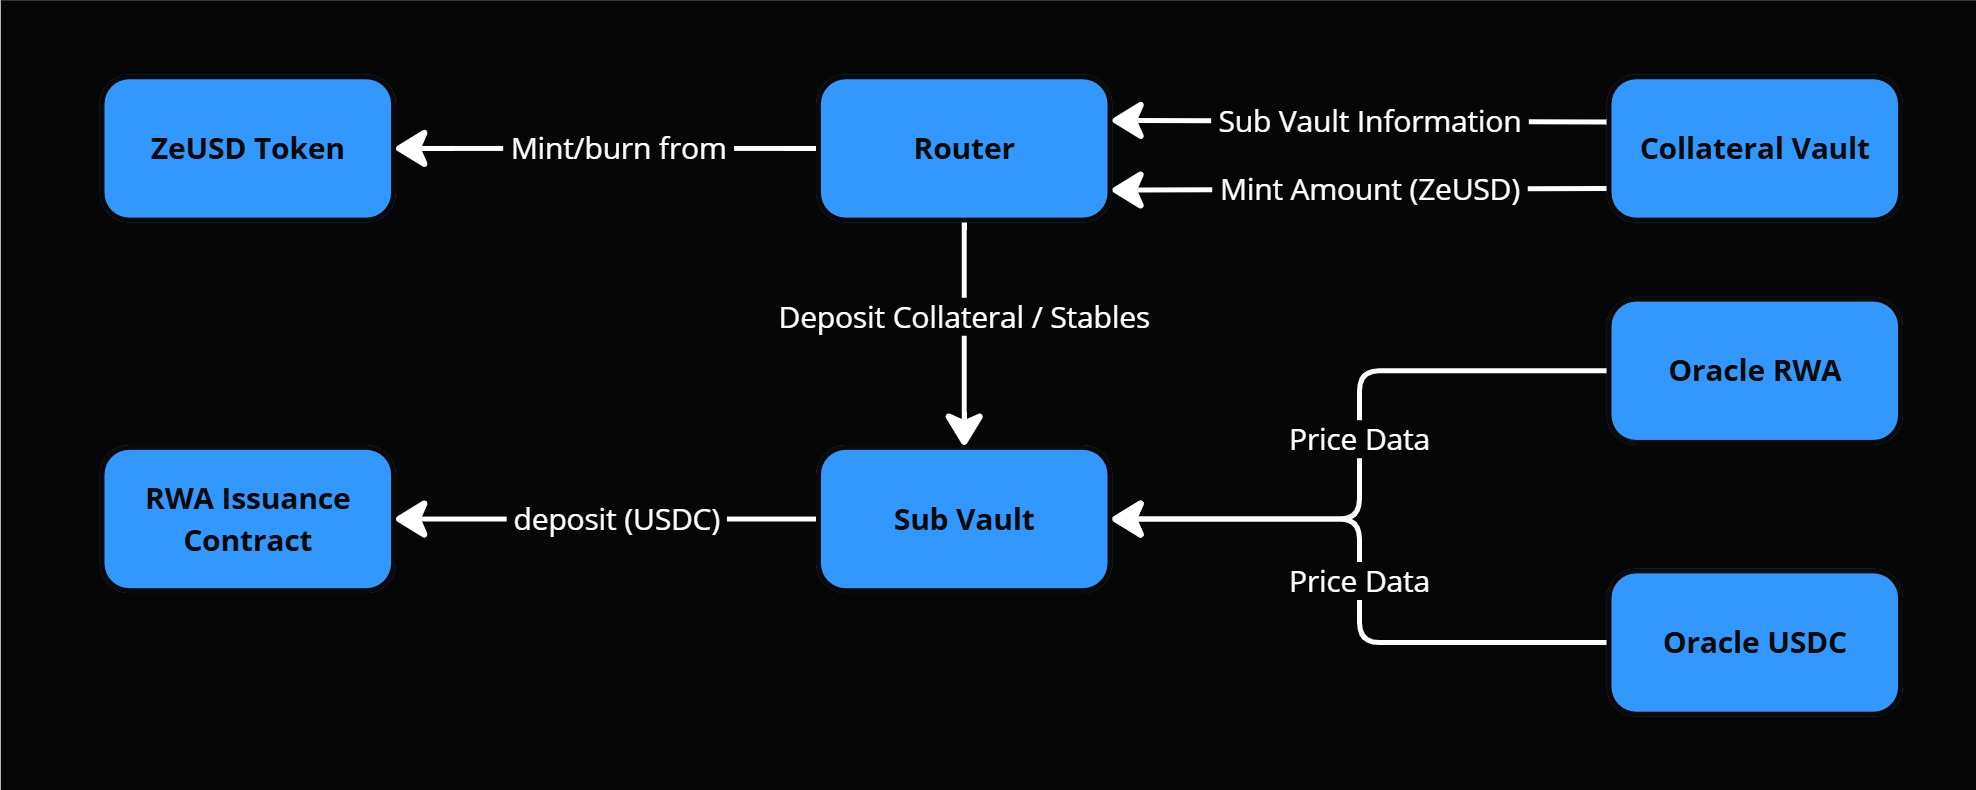 ZeUSD Token
Mint/burn from
Router
Sub Vault Information
Mint Amount (ZeUSD)
Collateral Vault
Deposit Collateral / Stables
Oracle RWA
Price Data
RWA Issuance
Contract
deposit (USDC)
Sub Vault
Price Data
Oracle USDC